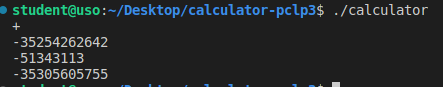 student@uso:~/Desktop/calculator-pclp3$ ./calculator
+
-35254262642
-51343113
-35305605755